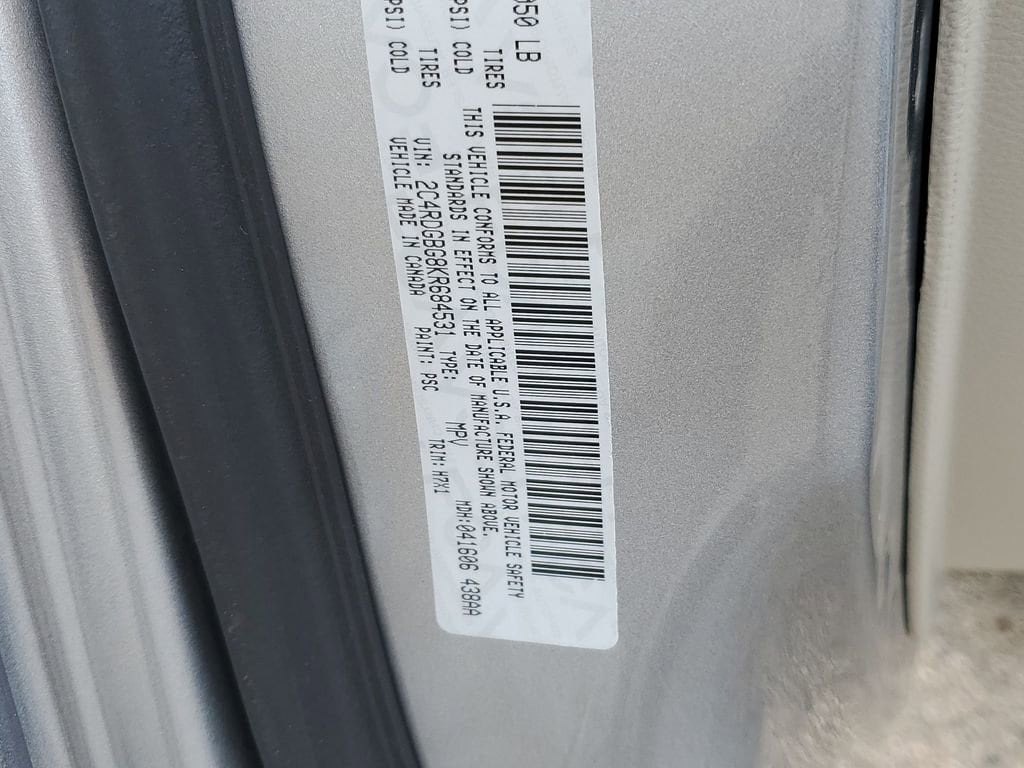 950 LB
TIRES
PSI) COLD
TIRES
PSI) COLD
THIS VEHICLE CONFORMS TO ALL APPLICABLE U.S.A. FEDERAL MOTOR VEHICLE SAFETY
STANDARDS IN EFFECT ON THE DATE OF MANUFACTURE SHOWN ABOVE.
VIN: 2C4RDGBG8KR684531 TYPE: MPV MDH:041606 438AA
VEHICLE MADE IN CANADA PAINT: PSC TRIM:H7X1